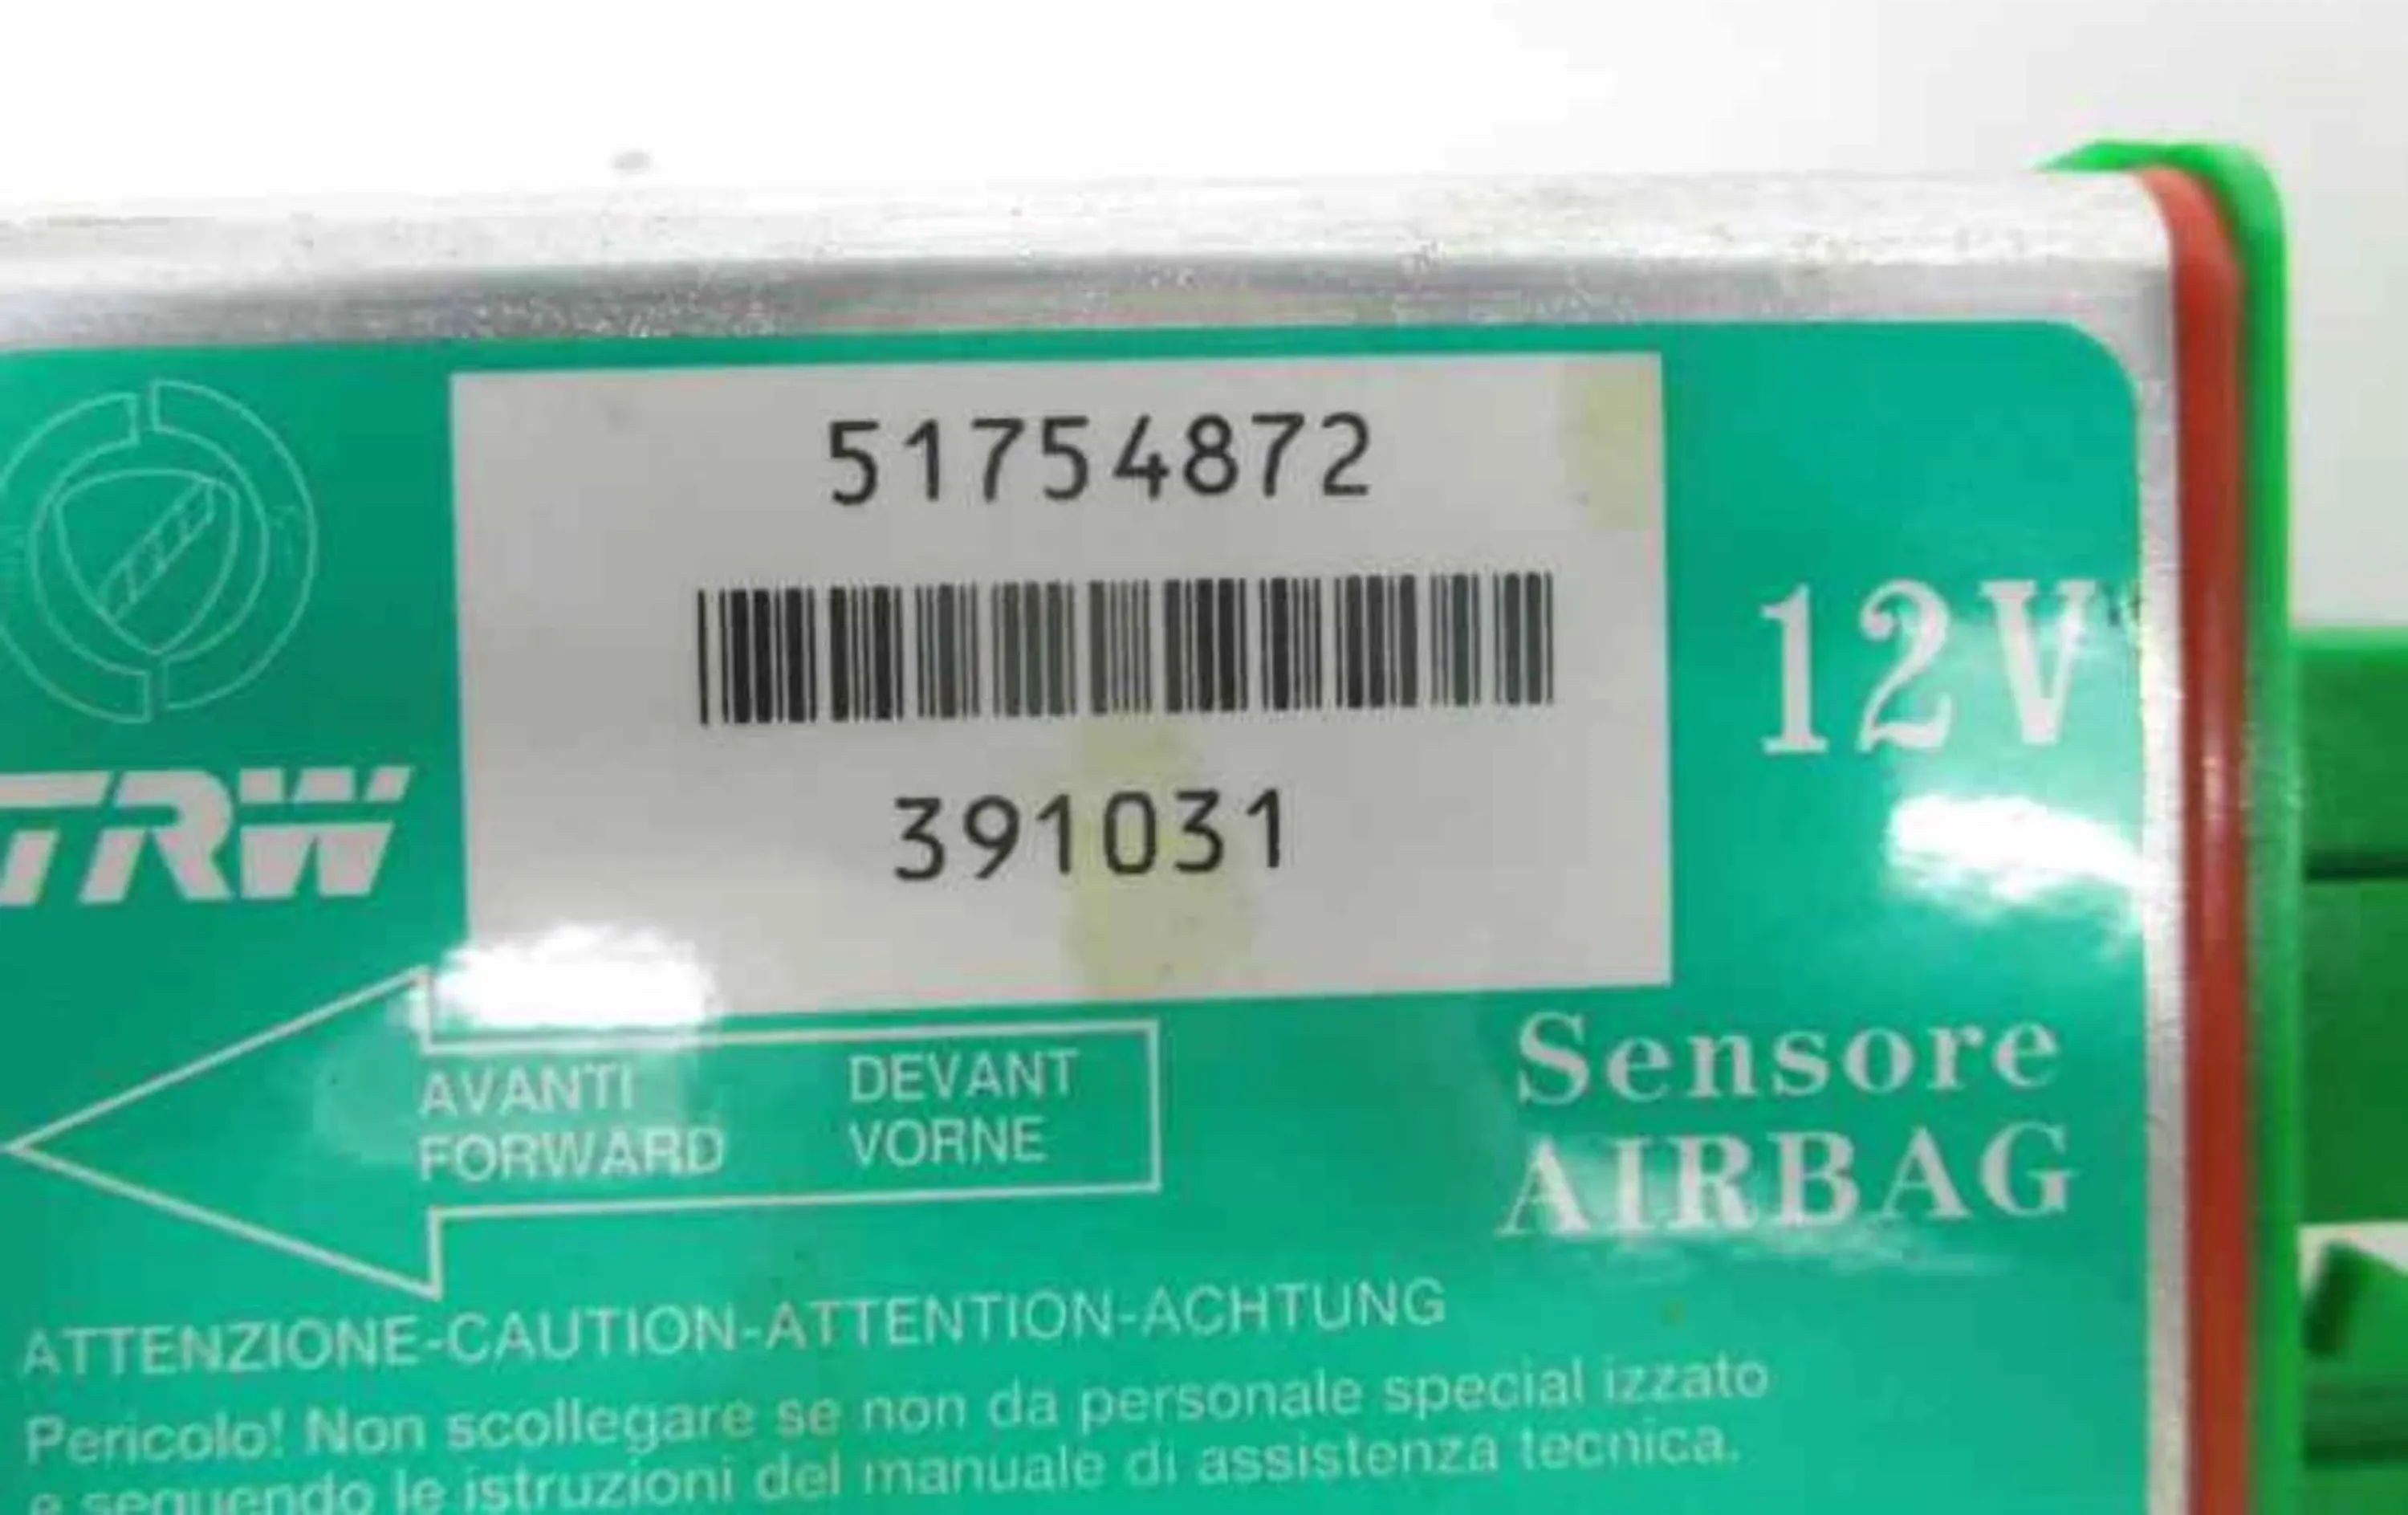 51754872
12V
391031
TRW
Sensore
AIRBAG
AVANTI DEVANT
FORWARD VORNE
ATTENZIONE-CAUTION-ATTENTION-ACHTUNG
Pericolo! Non scollegare se non da personale special izzato
e seguendo le istruzioni del manuale di assistenza tecnica.